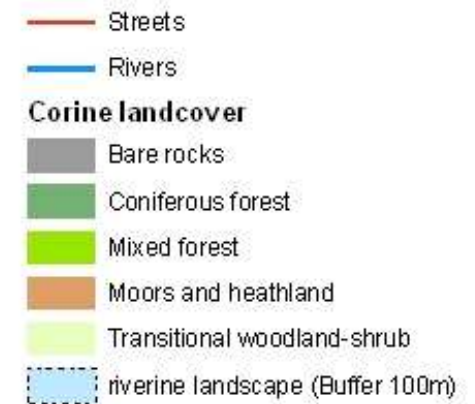 Streets
Rivers
Corine landcover
Bare rocks
Coniferous forest
Mixed forest
Moors and heathland
Transitional woodland-shrub
riverine landscape (Buffer 100m)